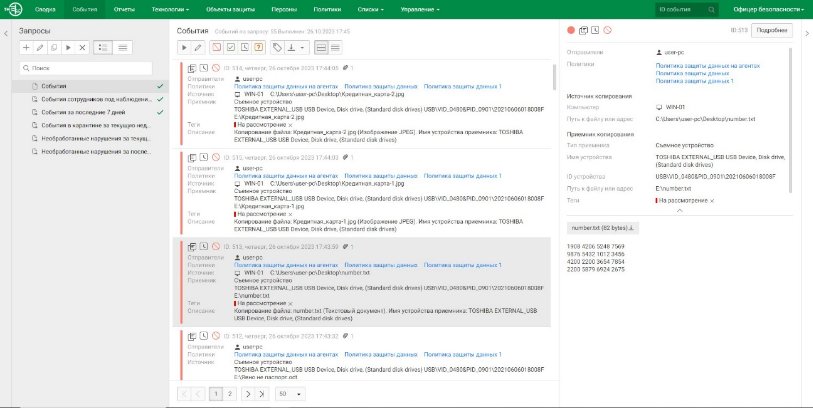 Сводка События Отчеты Технологии Объекты защиты Персоны Политики Списки Управление ID события Офицер безопасности
Запросы
Поиск
События
События сотрудников под наблюдени...
События за последние 7 дней
События в карантине за текущую нед...
Необработанные нарушения за текущ...
Необработанные нарушения за после...
События
События по запросу: 35 Выполнен: 26.10.2023 17:45
ID: 514, четверг, 26 октября 2023 17:44:05 1
Отправители user-pc
Политики Политика защиты данных на агентах Политика защиты данных Политика защиты данных 1
Источник WIN-01 C:\Users\user-pc\Desktop\Кредитная_карта-2.jpg
Приемник Съемное устройство
TOSHIBA EXTERNAL_USB USB Device, Disk drive, (Standard disk drives) USB\VID_0480&PID_0901\20210606018008F
E:\Кредитная_карта-2.jpg
Теги На рассмотрение
Описание Копирование файла: Кредитная_карта-2.jpg (Изображение JPEG). Имя устройства приемника: TOSHIBA
EXTERNAL_USB USB Device, Disk drive, (Standard disk drives)
ID: 515, четверг, 26 октября 2023 17:44:03 1
Отправители user-pc
Политики Политика защиты данных на агентах Политика защиты данных Политика защиты данных 1
Источник WIN-01 C:\Users\user-pc\Desktop\Кредитная_карта-1.jpg
Приемник Съемное устройство
TOSHIBA EXTERNAL_USB USB Device, Disk drive, (Standard disk drives) USB\VID_0480&PID_0901\20210606018008F
E:\Кредитная_карта-1.jpg
Теги На рассмотрение
Описание Копирование файла: Кредитная_карта-1.jpg (Изображение JPEG). Имя устройства приемника: TOSHIBA
EXTERNAL_USB USB Device, Disk drive, (Standard disk drives)
ID: 513, четверг, 26 октября 2023 17:43:59 1
Отправители user-pc
Политики Политика защиты данных на агентах Политика защиты данных Политика защиты данных 1
Источник WIN-01 C:\Users\user-pc\Desktop\number.txt
Приемник Съемное устройство
TOSHIBA EXTERNAL_USB USB Device, Disk drive, (Standard disk drives) USB\VID_0480&PID_0901\20210606018008F
E:\number.txt
Теги На рассмотрение
Описание Копирование файла: number.txt (Текстовый документ). Имя устройства приемника: TOSHIBA EXTERNAL_USB
USB Device, Disk drive, (Standard disk drives)
ID: 512, четверг, 26 октября 2023 17:43:32 1
Отправители user-pc
Политики Политика защиты данных на агентах Политика защиты данных Политика защиты данных 1
Источник Съемное устройство
TOSHIBA EXTERNAL_USB USB Device, Disk drive, (Standard disk drives) USB\VID_0480&PID_0901\20210606018008F
1 2 50
ID: 513 Подробнее
Отправители user-pc
Политики Политика защиты данных на агентах
Политика защиты данных
Политика защиты данных 1
Источник копирования
Компьютер WIN-01
Путь к файлу или адрес C:\Users\user-pc\Desktop\number.txt
Приемник копирования
Тип приемника Съемное устройство
Имя устройства TOSHIBA EXTERNAL_USB USB Device, Disk drive,
(Standard disk drives)
ID устройства USB\VID_0480&PID_0901\20210606018008F
Путь к файлу или адрес E:\number.txt
Теги На рассмотрение
number.txt (82 bytes)
1908 4206 5248 7569
9876 5432 1012 3456
4200 2200 3654 7854
2200 5879 6924 2675